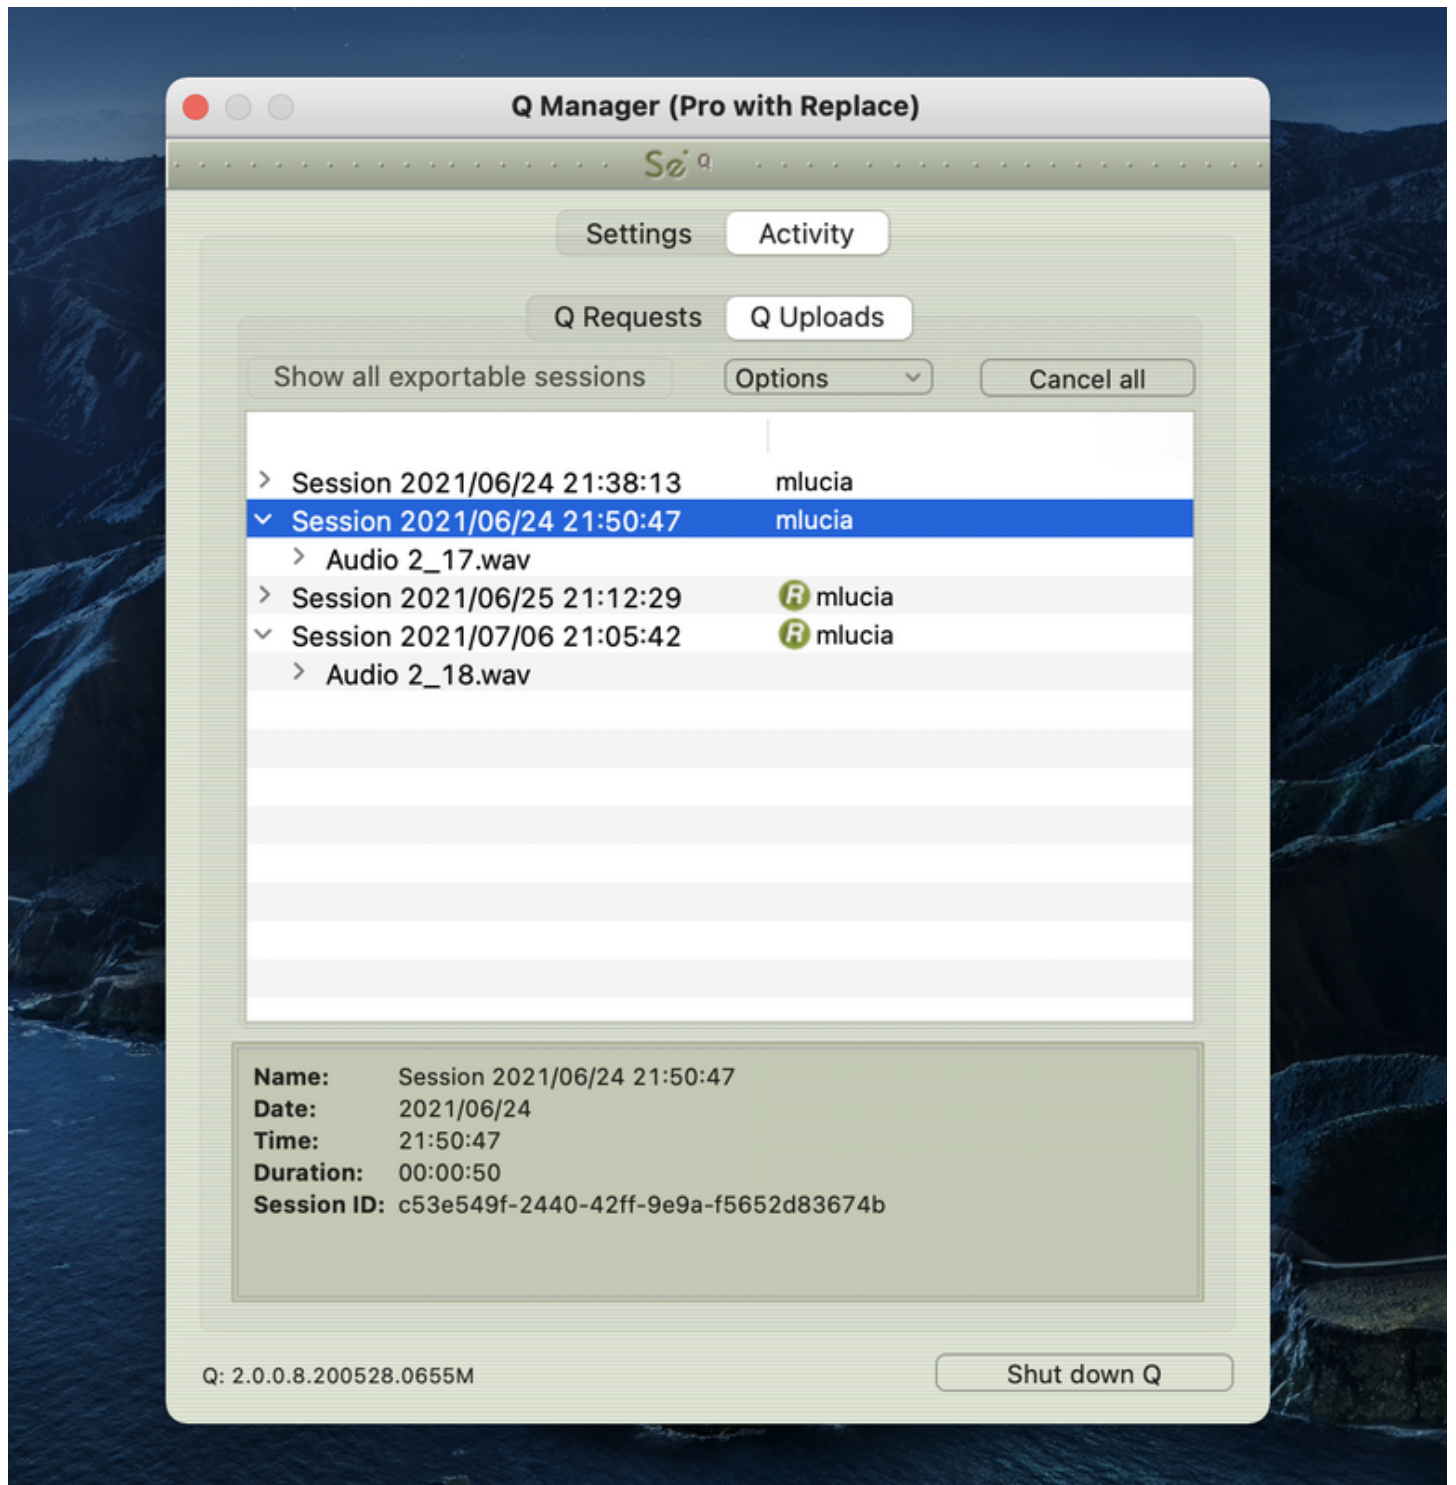 Q Manager (Pro with Replace)
Se Q
Settings Activity
Q Requests Q Uploads
Show all exportable sessions Options Cancel all
Session 2021/06/24 21:38:13 mlucia
Session 2021/06/24 21:50:47 mlucia
Audio 2_17.wav
Session 2021/06/25 21:12:29 R mlucia
Session 2021/07/06 21:05:42 R mlucia
Audio 2_18.wav
Name: Session 2021/06/24 21:50:47
Date: 2021/06/24
Time: 21:50:47
Duration: 00:00:50
Session ID: c53e549f-2440-42ff-9e9a-f5652d83674b
Q: 2.0.0.8.200528.0655M Shut down Q